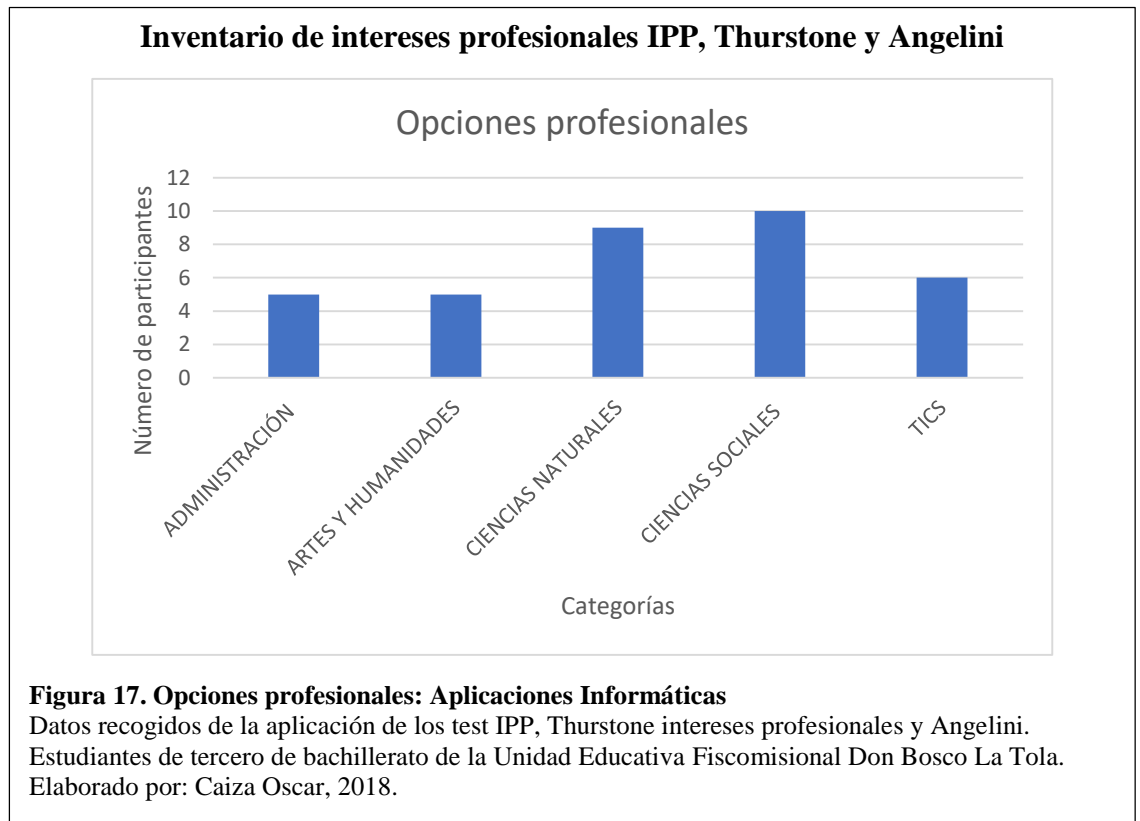 Inventario de intereses profesionales IPP, Thurstone y Angelini
Opciones profesionales
Número de participantes
12
10
8
6
4
2
0
ADMINISTRACIÓN
ARTES Y HUMANIDADES
CIENCIAS NATURALES
CIENCIAS SOCIALES
TICS
Categorías
Figura 17. Opciones profesionales: Aplicaciones Informáticas
Datos recogidos de la aplicación de los test IPP, Thurstone intereses profesionales y Angelini.
Estudiantes de tercero de bachillerato de la Unidad Educativa Fiscomisional Don Bosco La Tola.
Elaborado por: Caiza Oscar, 2018.